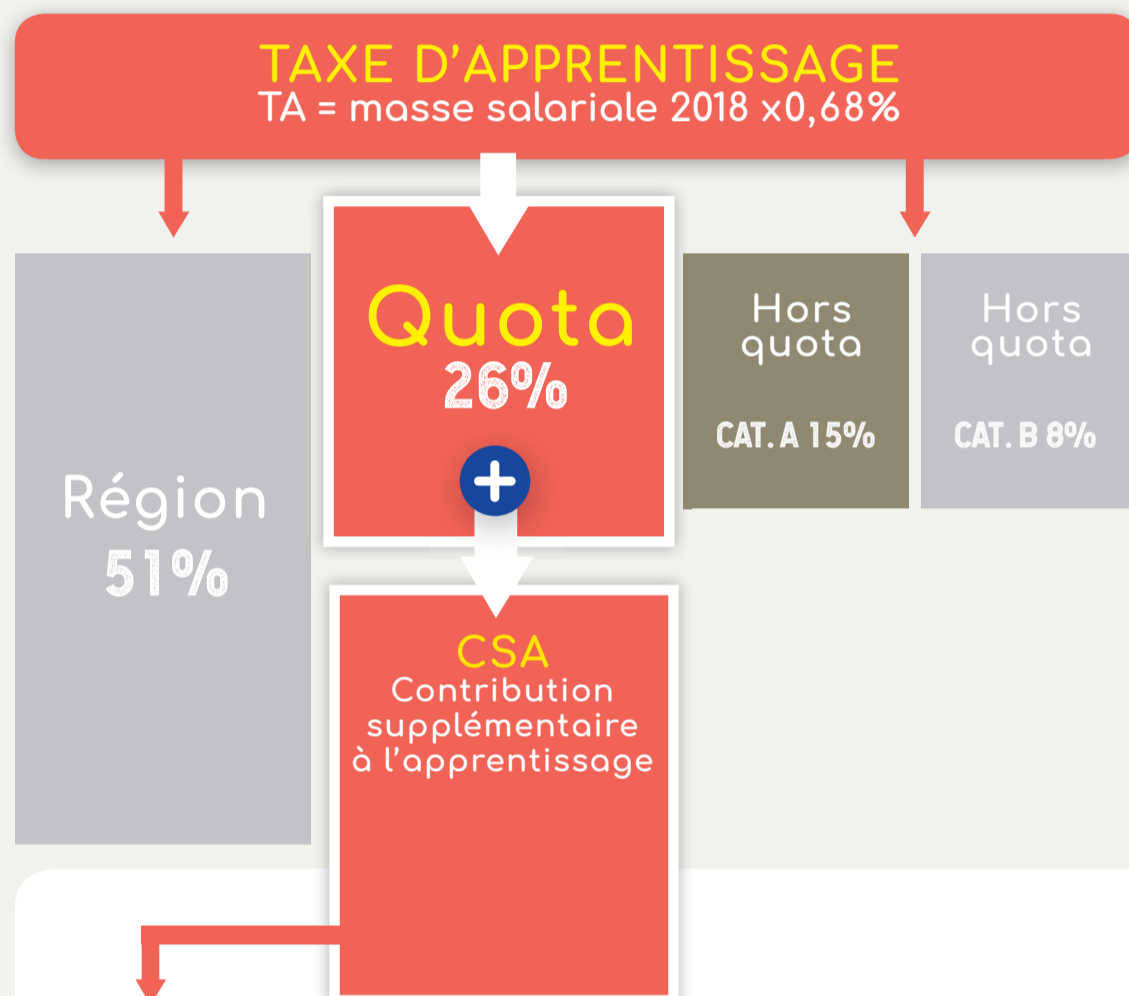 TAXE D'APPRENTISSAGE
TA = masse salariale 2018 x0,68%
Région
51%
Quota
26%
+
CSA
Contribution
supplémentaire
à l'apprentissage
Hors
quota
CAT. A 15%
Hors
quota
CAT. B 8%